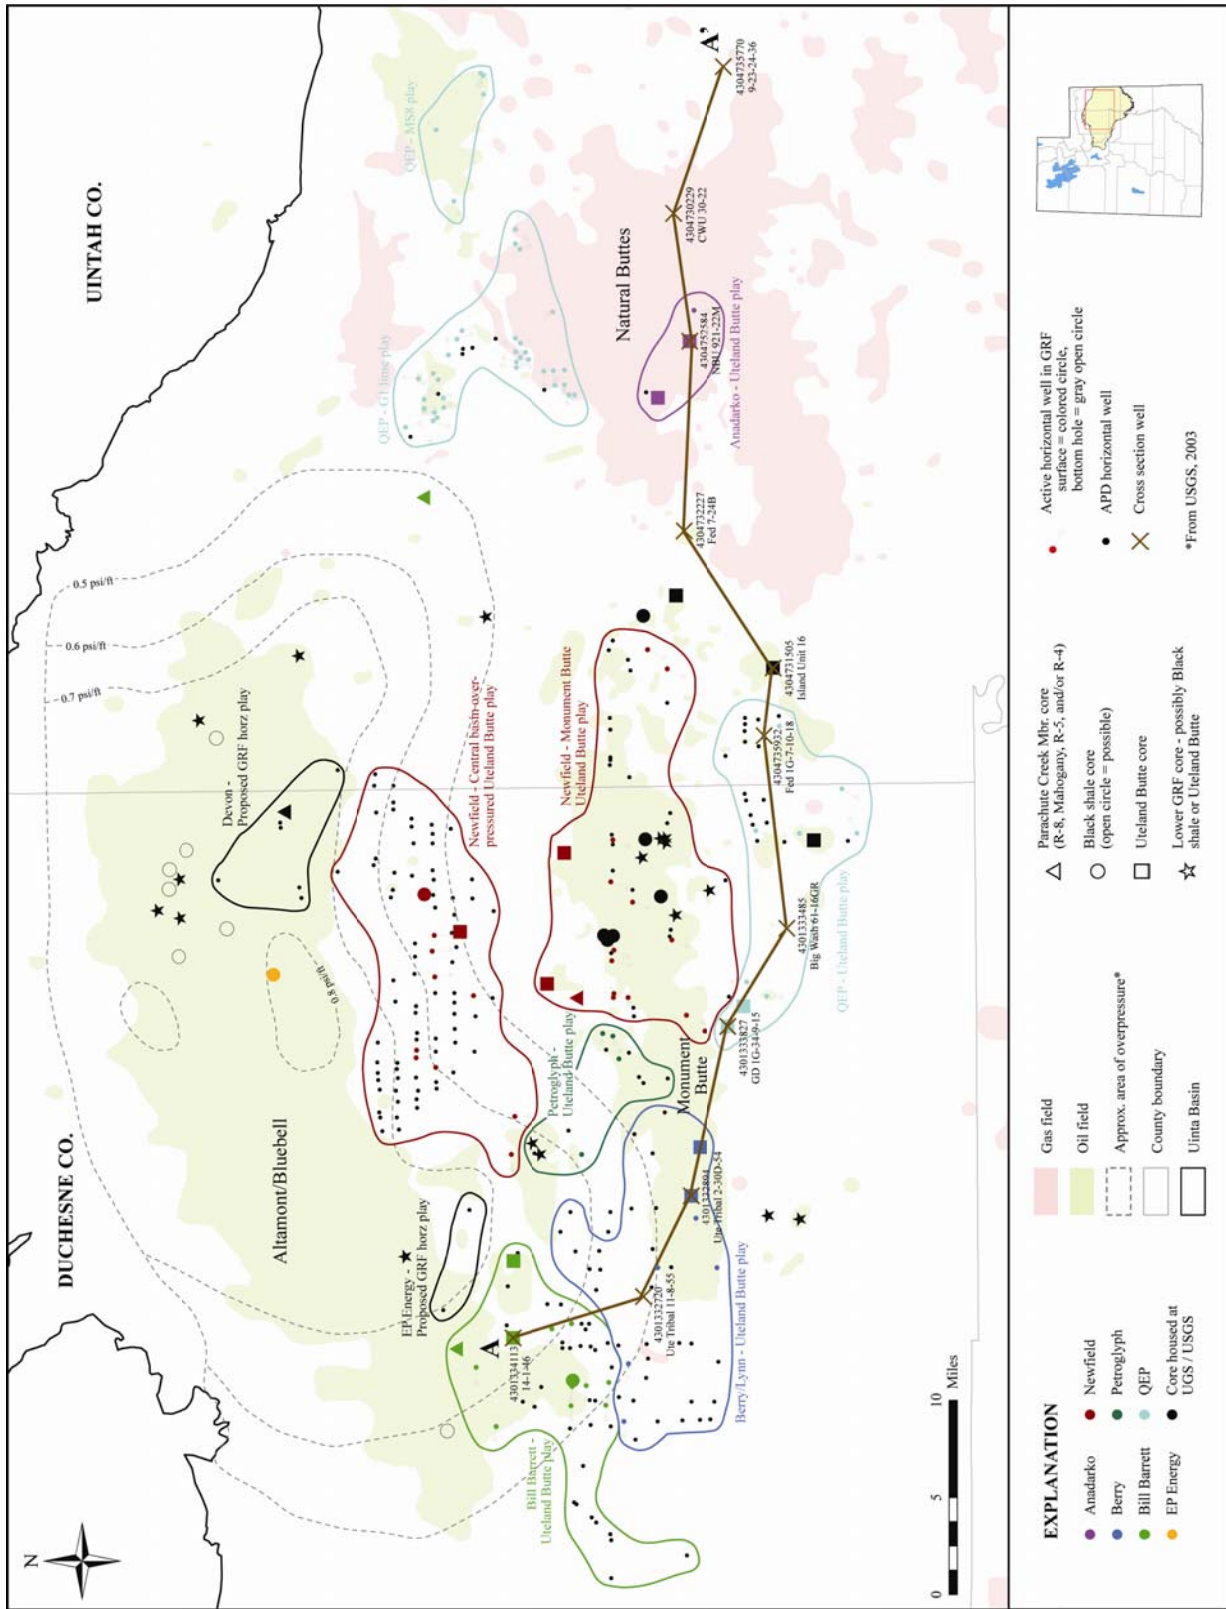 DUCHESNE CO.
UINTAH CO.
N
Altamont/Bluebell
Devon -
Proposed GRF horz play
0.5 psi/ft
0.6 psi/ft
0.7 psi/ft
0.8 psi/ft
QEP - MS8 play
QEP - G1 lime play
EP Energy -
Proposed GRF horz play
Newfield - Central basin over-
pressured Uteland Butte play
Bill Barrett -
Uteland Butte play
Petroglyph -
Uteland Butte play
Newfield - Monument Butte
Uteland Butte play
Natural Buttes
Monument
Butte
Berry/Lynn - Uteland Butte play
QEP - Uteland Butte play
Anadarko - Uteland Butte play
A
4301334113
14-1-46
4301332720
Ute Tribal 11-8-55
4301332894
Ute Tribal 2-30D-54
4301333827
GD 1G-34-9-15
4301333485
Big Wash 61-16GR
4304735932
Fed 1G-7-10-18
4304731505
Island Unit 16
4304732227
Fed 7-24B
4304752584
NBU 921-22M
4304730229
CWU 30-22
A'
4304735770
9-23-24-36
0 5 10
Miles
EXPLANATION
Anadarko
Berry
Bill Barrett
EP Energy
Newfield
Petroglyph
QEP
Core housed at
UGS / USGS
Gas field
Oil field
Approx. area of overpressure*
County boundary
Uinta Basin
Parachute Creek Mbr. core
(R-8, Mahogany, R-5, and/or R-4)
Black shale core
(open circle = possible)
Uteland Butte core
Lower GRF core - possibly Black
shale or Uteland Butte
Active horizontal well in GRF
surface = colored circle,
bottom hole = gray open circle
APD horizontal well
Cross section well
*From USGS, 2003